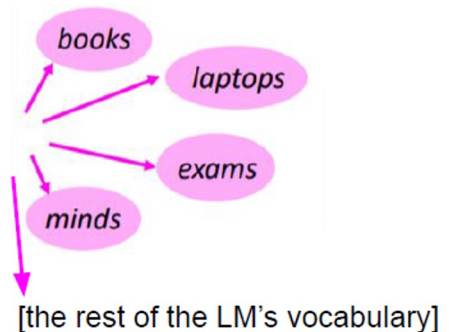 books
laptops
exams
minds
[the rest of the LM's vocabulary]